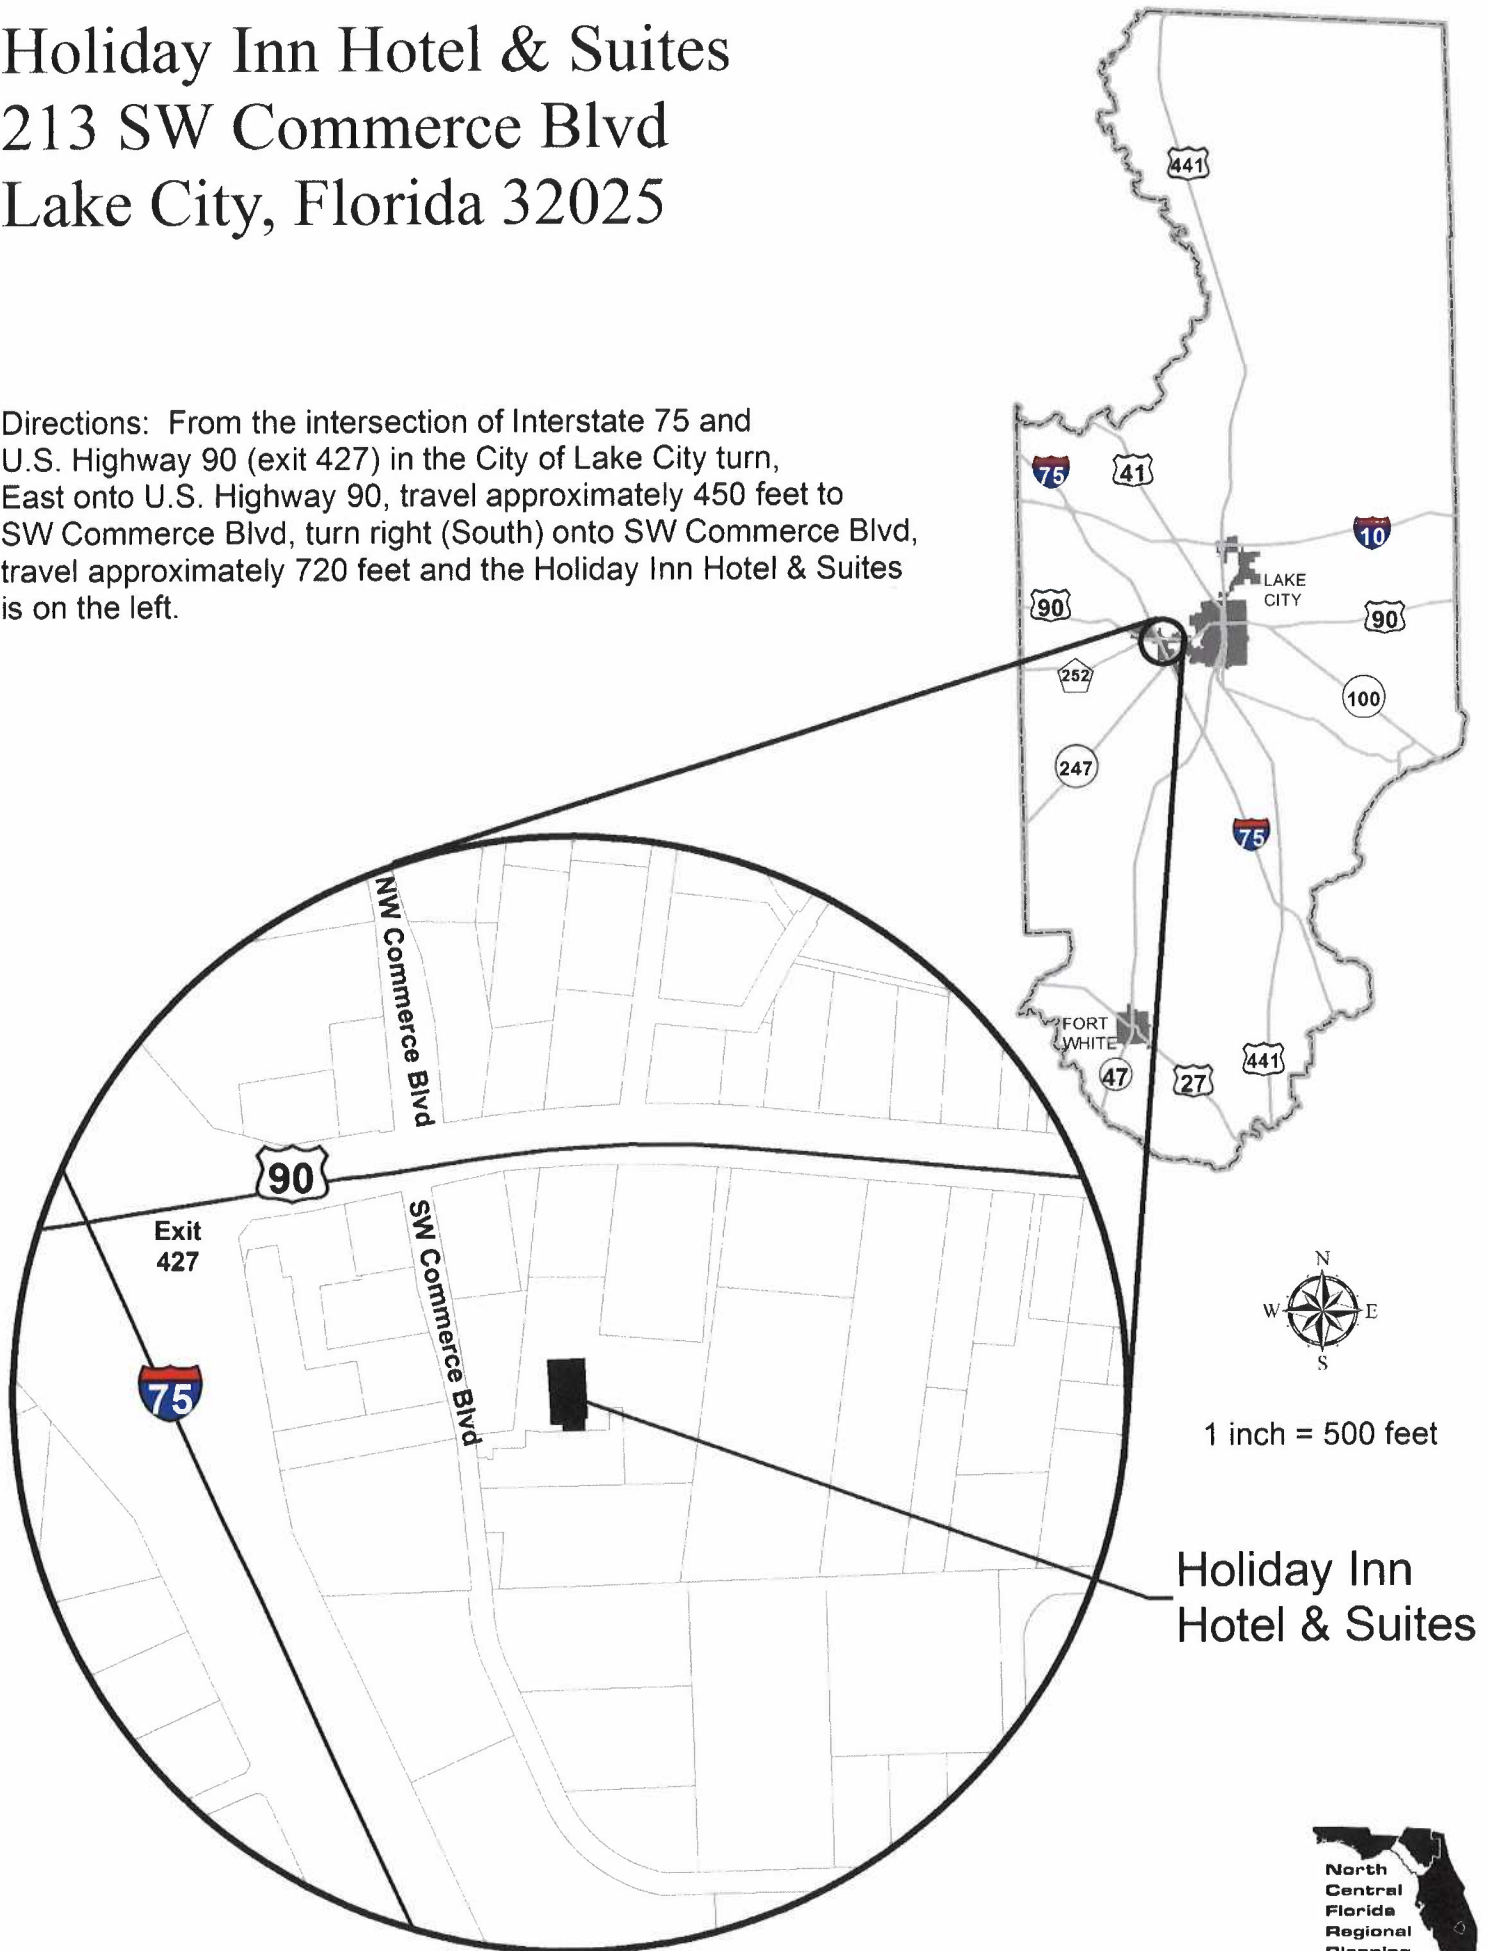 Holiday Inn Hotel & Suites
213 SW Commerce Blvd
Lake City, Florida 32025
Directions:  From the intersection of Interstate 75 and
U.S. Highway 90 (exit 427) in the City of Lake City turn,
East onto U.S. Highway 90, travel approximately 450 feet to
SW Commerce Blvd, turn right (South) onto SW Commerce Blvd,
travel approximately 720 feet and the Holiday Inn Hotel & Suites
is on the left.
441
75
41
10
LAKE
CITY
90
90
252
100
247
75
FORT
WHITE
47
27
441
NW Commerce Blvd
90
Exit
427
SW Commerce Blvd
75
N
W
E
S
1 inch = 500 feet
Holiday Inn
Hotel & Suites
North
Central
Florida
Regional
Planning